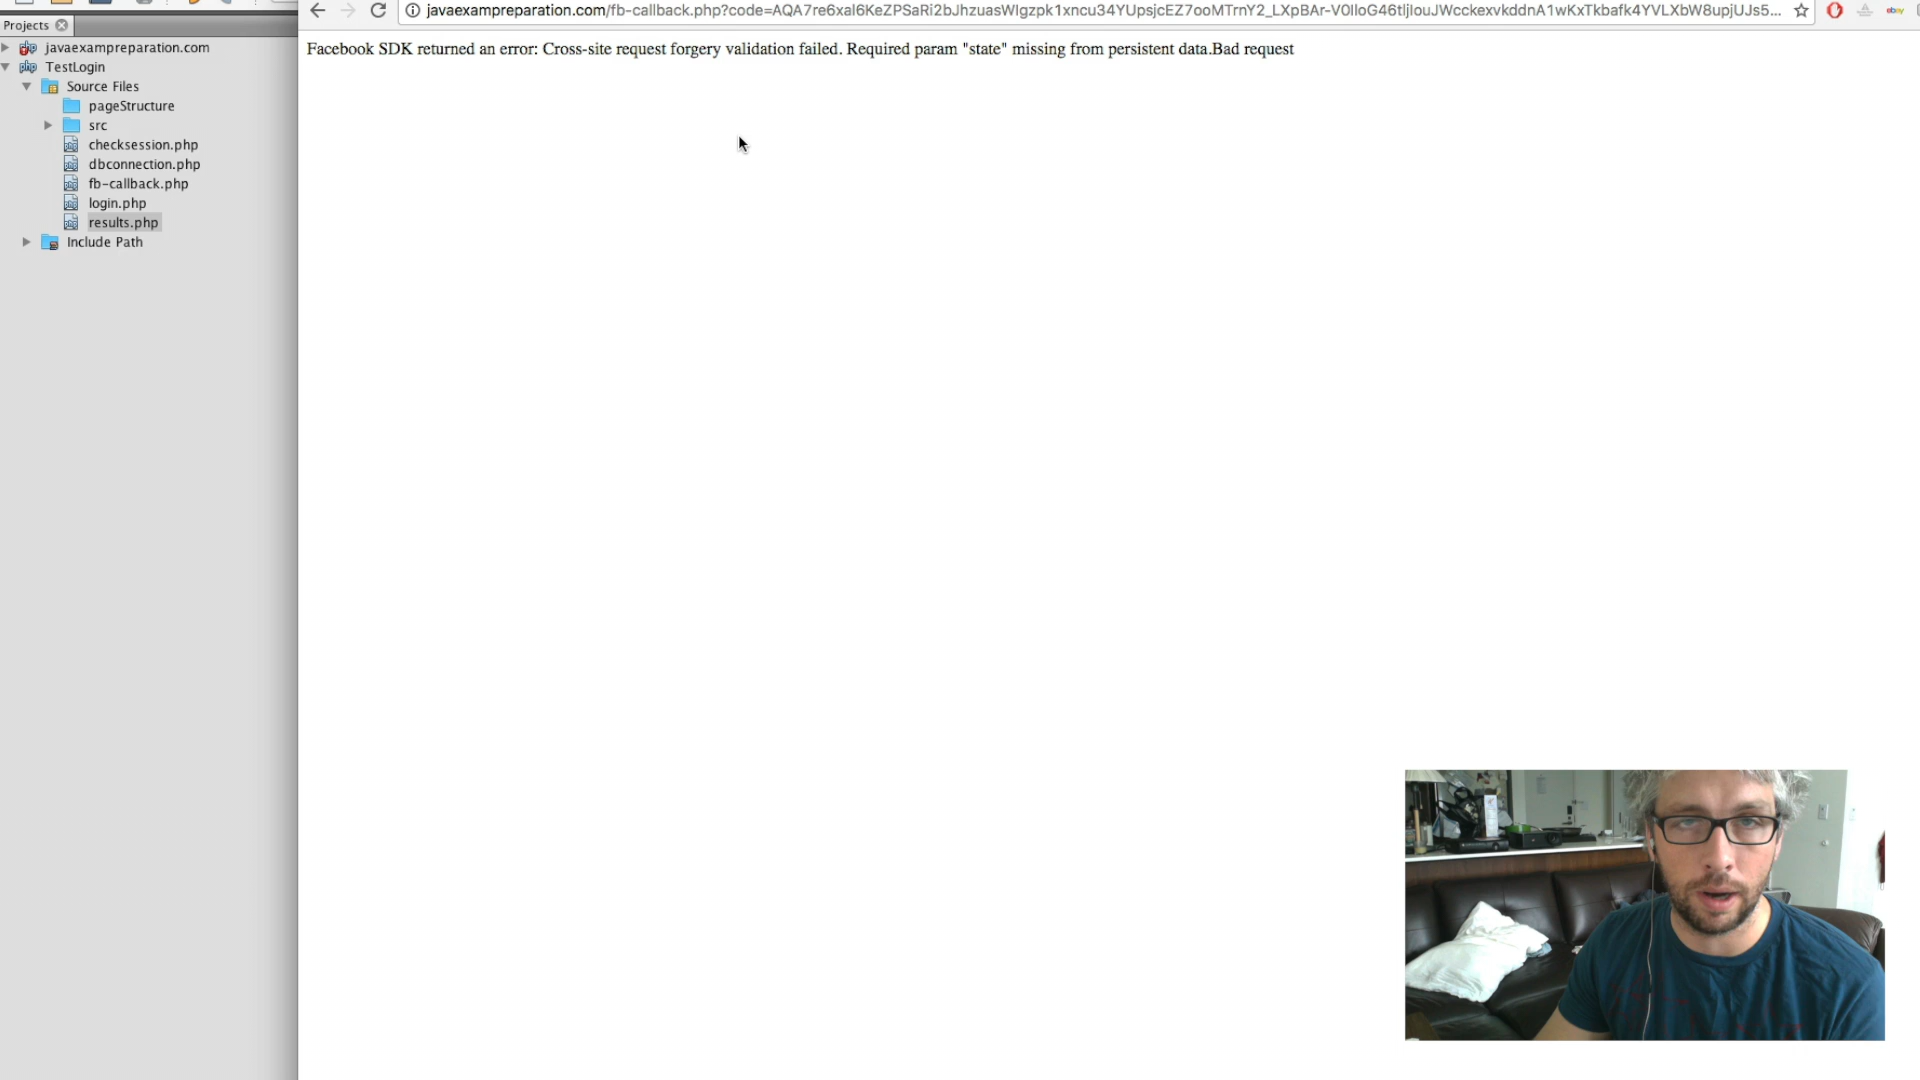 javaexampreparation.com/fb-callback.php?code=AQA7re6xal6KeZPSaRi2bJhzuasWlgzpk1xncu34YUpsjcEZ7ooMTrnY2_LXpBAr-V0lloG46tljlouJWcckexvkddnA1wKxTkbafk4YVLXbW8upjUJs5...
ebay
Projects
Facebook SDK returned an error: Cross-site request forgery validation failed. Required param "state" missing from persistent data.Bad request
javaexampreparation.com
TestLogin
Source Files
pageStructure
src
checksession.php
dbconnection.php
fb-callback.php
login.php
results.php
Include Path